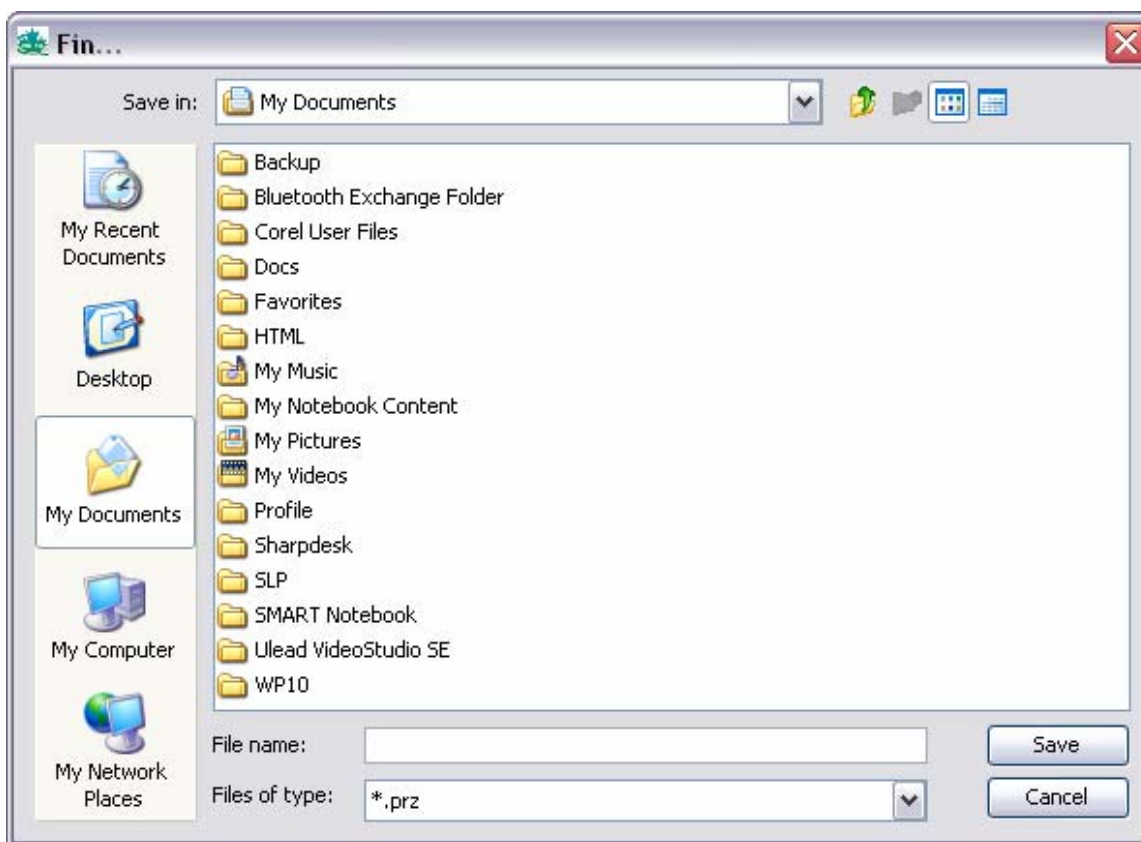 Fin...
Save in: My Documents
My Recent
Documents
Desktop
My Documents
My Computer
My Network
Places
Backup
Bluetooth Exchange Folder
Corel User Files
Docs
Favorites
HTML
My Music
My Notebook Content
My Pictures
My Videos
Profile
Sharpdesk
SLP
SMART Notebook
Ulead VideoStudio SE
WP10
File name: Save
Files of type: *.prz Cancel